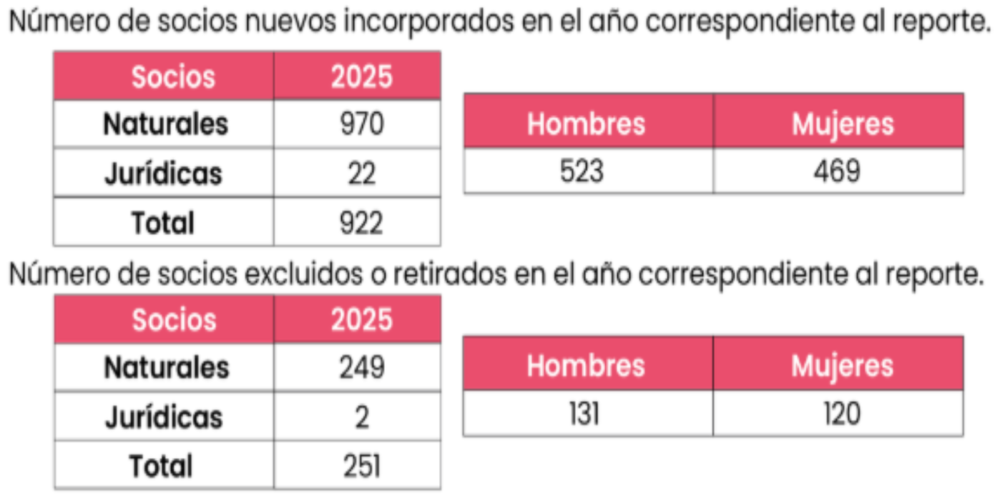 Número de socios nuevos incorporados en el año correspondiente al reporte.
Socios 2025
Naturales 970
Jurídicas 22
Total 922
Hombres Mujeres
523 469
Número de socios excluidos o retirados en el año correspondiente al reporte.
Socios 2025
Naturales 249
Jurídicas 2
Total 251
Hombres Mujeres
131 120